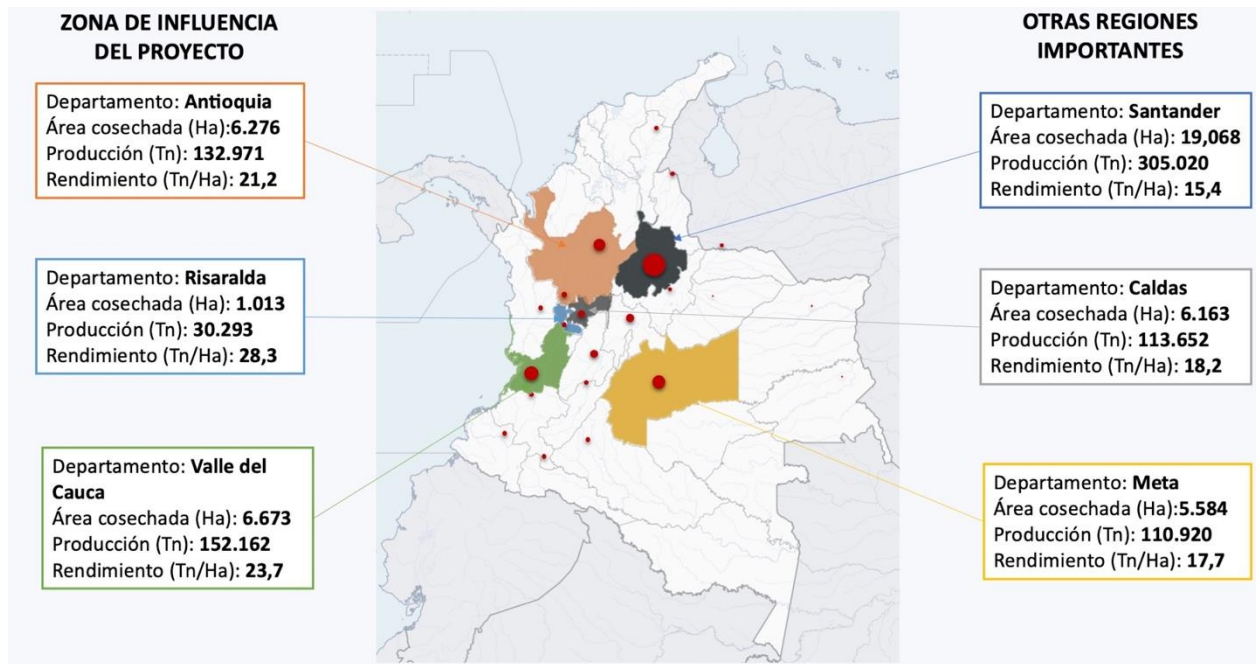 ZONA DE INFLUENCIA
DEL PROYECTO
Departamento: Antioquia
Área cosechada (Ha):6.276
Producción (Tn): 132.971
Rendimiento (Tn/Ha): 21,2
Departamento: Risaralda
Área cosechada (Ha): 1.013
Producción (Tn): 30.293
Rendimiento (Tn/Ha): 28,3
Departamento: Valle del
Cauca
Área cosechada (Ha): 6.673
Producción (Tn): 152.162
Rendimiento (Tn/Ha): 23,7
OTRAS REGIONES
IMPORTANTES
Departamento: Santander
Área cosechada (Ha): 19,068
Producción (Tn): 305.020
Rendimiento (Tn/Ha): 15,4
Departamento: Caldas
Área cosechada (Ha): 6.163
Producción (Tn): 113.652
Rendimiento (Tn/Ha): 18,2
Departamento: Meta
Área cosechada (Ha):5.584
Producción (Tn): 110.920
Rendimiento (Tn/Ha): 17,7